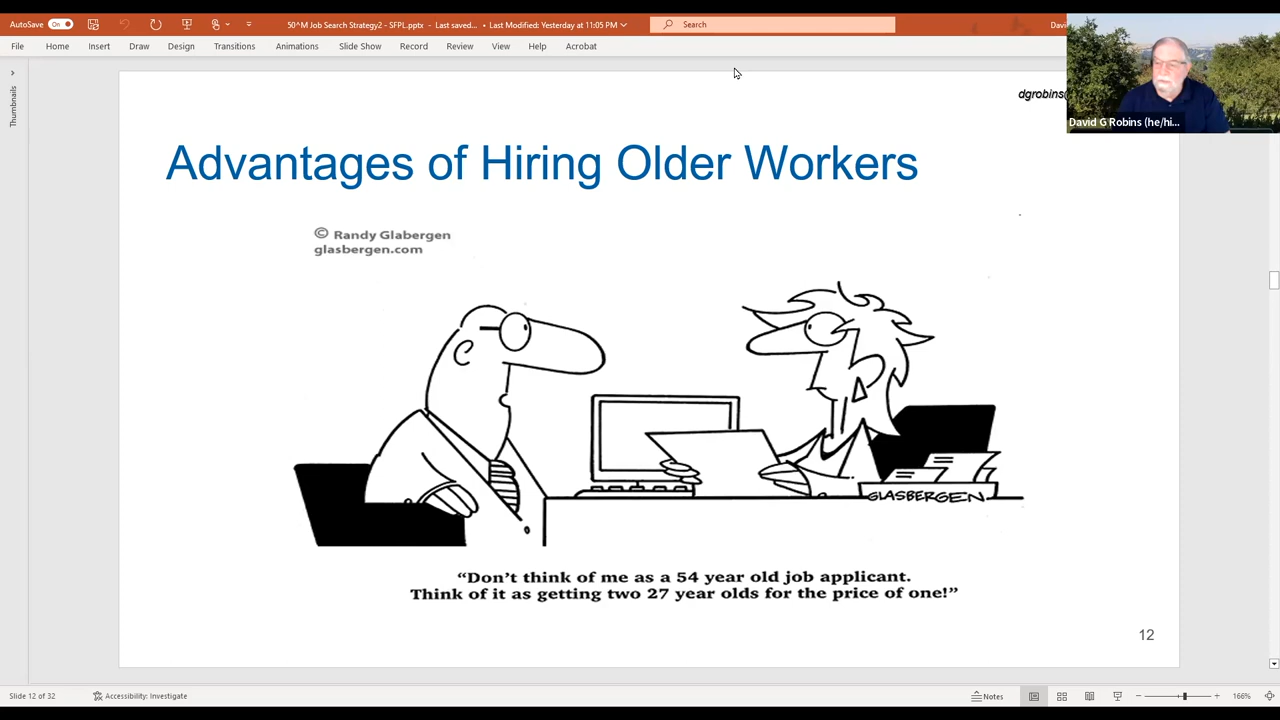 AutoSave On 50^M Job Search Strategy2 - SFPL.pptx - Last saved... • Last Modified: Yesterday at 11:05 PM Search Davi
File Home Insert Draw Design Transitions Animations Slide Show Record Review View Help Acrobat
Thumbnails
dgrobins@
David G Robins (he/hi...
Advantages of Hiring Older Workers
© Randy Glabergen
glasbergen.com
GLASBERGEN
“Don’t think of me as a 54 year old job applicant.
Think of it as getting two 27 year olds for the price of one!”
12
Slide 12 of 32 Accessibility: Investigate Notes 166%